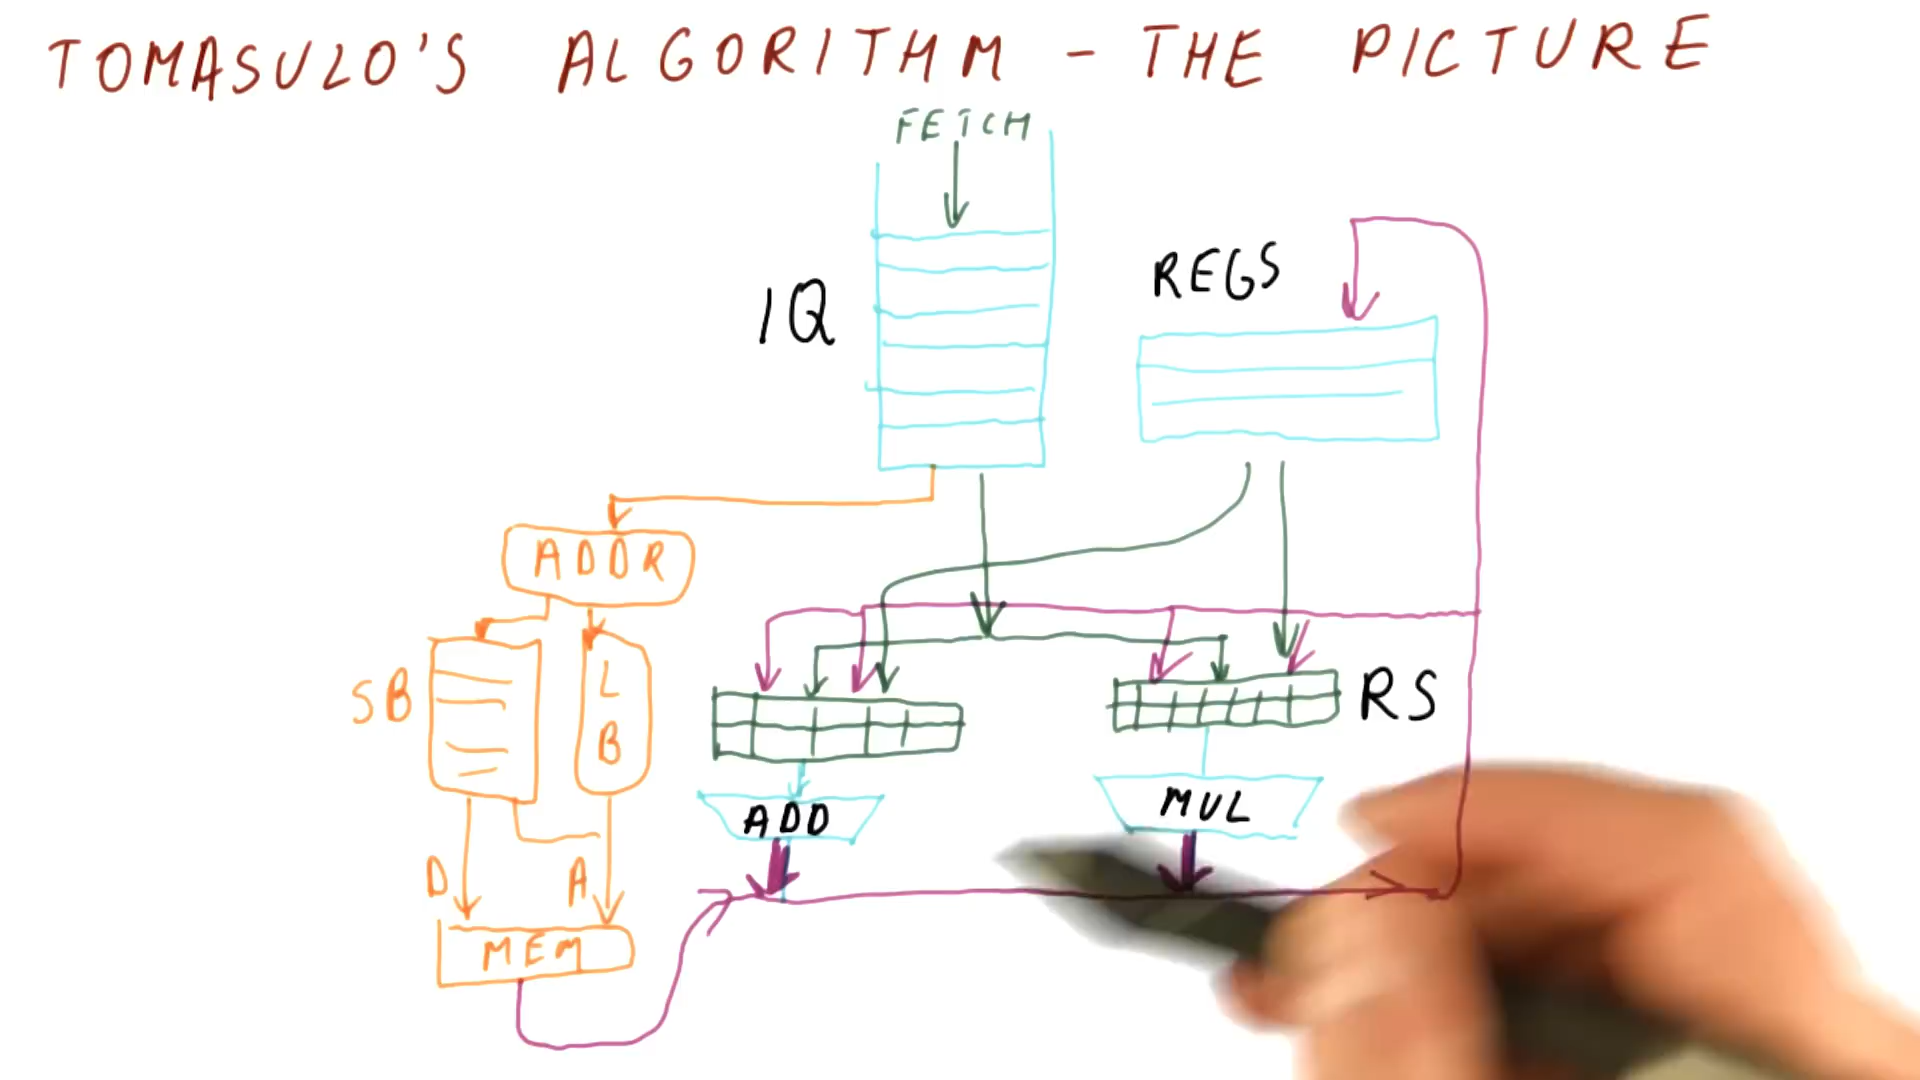 TOMASULO'S ALGORITHM - THE PICTURE
FETCH
IQ
REGS
ADDR
SB
L
B
RS
ADD
MUL
D
A
MEM